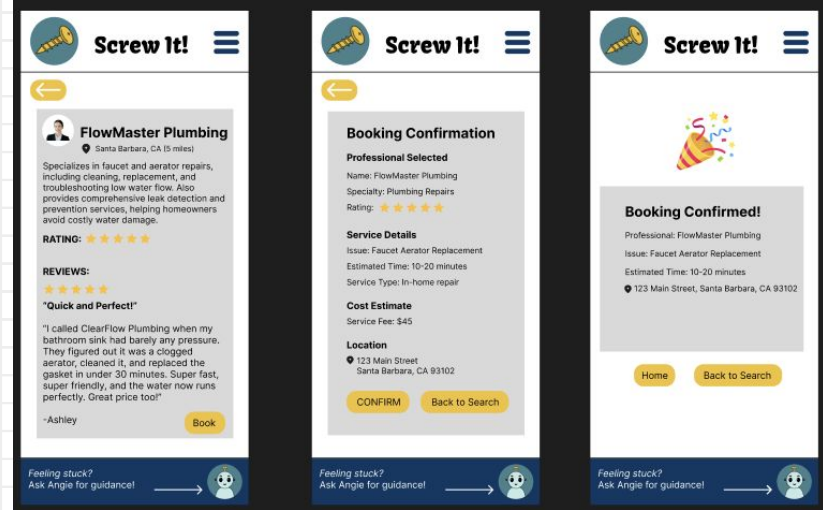 Screw It!
FlowMaster Plumbing
Santa Barbara, CA (5 miles)
Specializes in faucet and aerator repairs,
including cleaning, replacement, and
troubleshooting low water flow. Also
provides comprehensive leak detection and
prevention services, helping homeowners
avoid costly water damage.
RATING:
REVIEWS:
"Quick and Perfect!"
"I called ClearFlow Plumbing when my
bathroom sink had barely any pressure.
They figured out it was a clogged
aerator, cleaned it, and replaced the
gasket in under 30 minutes. Super fast,
super friendly, and the water now runs
perfectly. Great price too!"
-Ashley
Book
Feeling stuck?
Ask Angie for guidance!
Screw It!
Booking Confirmation
Professional Selected
Name: FlowMaster Plumbing
Specialty: Plumbing Repairs
Rating:
Service Details
Issue: Faucet Aerator Replacement
Estimated Time: 10-20 minutes
Service Type: In-home repair
Cost Estimate
Service Fee: $45
Location
123 Main Street
Santa Barbara, CA 93102
CONFIRM
Back to Search
Feeling stuck?
Ask Angie for guidance!
Screw It!
Booking Confirmed!
Professional: FlowMaster Plumbing
Issue: Faucet Aerator Replacement
Estimated Time: 10-20 minutes
123 Main Street, Santa Barbara, CA 93102
Home
Back to Search
Feeling stuck?
Ask Angie for guidance!